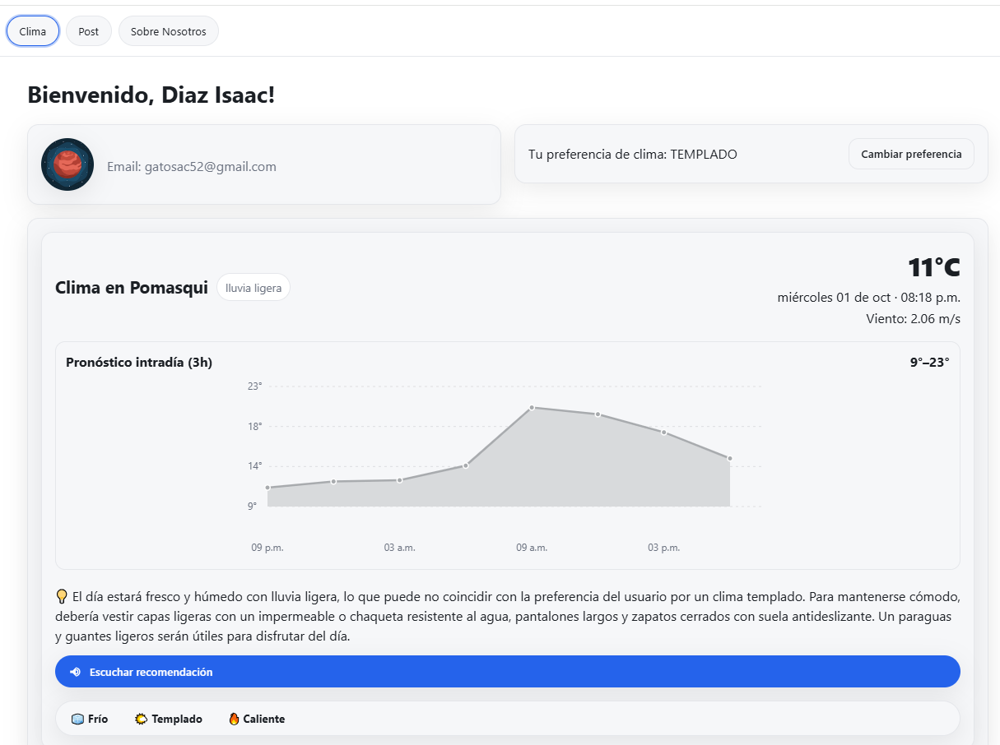 Clima
Post
Sobre Nosotros
Bienvenido, Diaz Isaac!
Email: gatosac52@gmail.com
Tu preferencia de clima: TEMPLADO
Cambiar preferencia
Clima en Pomasqui
lluvia ligera
11°C
miércoles 01 de oct · 08:18 p.m.
Viento: 2.06 m/s
Pronóstico intradía (3h)
9°–23°
23°
18°
14°
9°
09 p.m.
03 a.m.
09 a.m.
03 p.m.
El día estará fresco y húmedo con lluvia ligera, lo que puede no coincidir con la preferencia del usuario por un clima templado. Para mantenerse cómodo,
debería vestir capas ligeras con un impermeable o chaqueta resistente al agua, pantalones largos y zapatos cerrados con suela antideslizante. Un paraguas
y guantes ligeros serán útiles para disfrutar del día.
Escuchar recomendación
Frío
Templado
Caliente